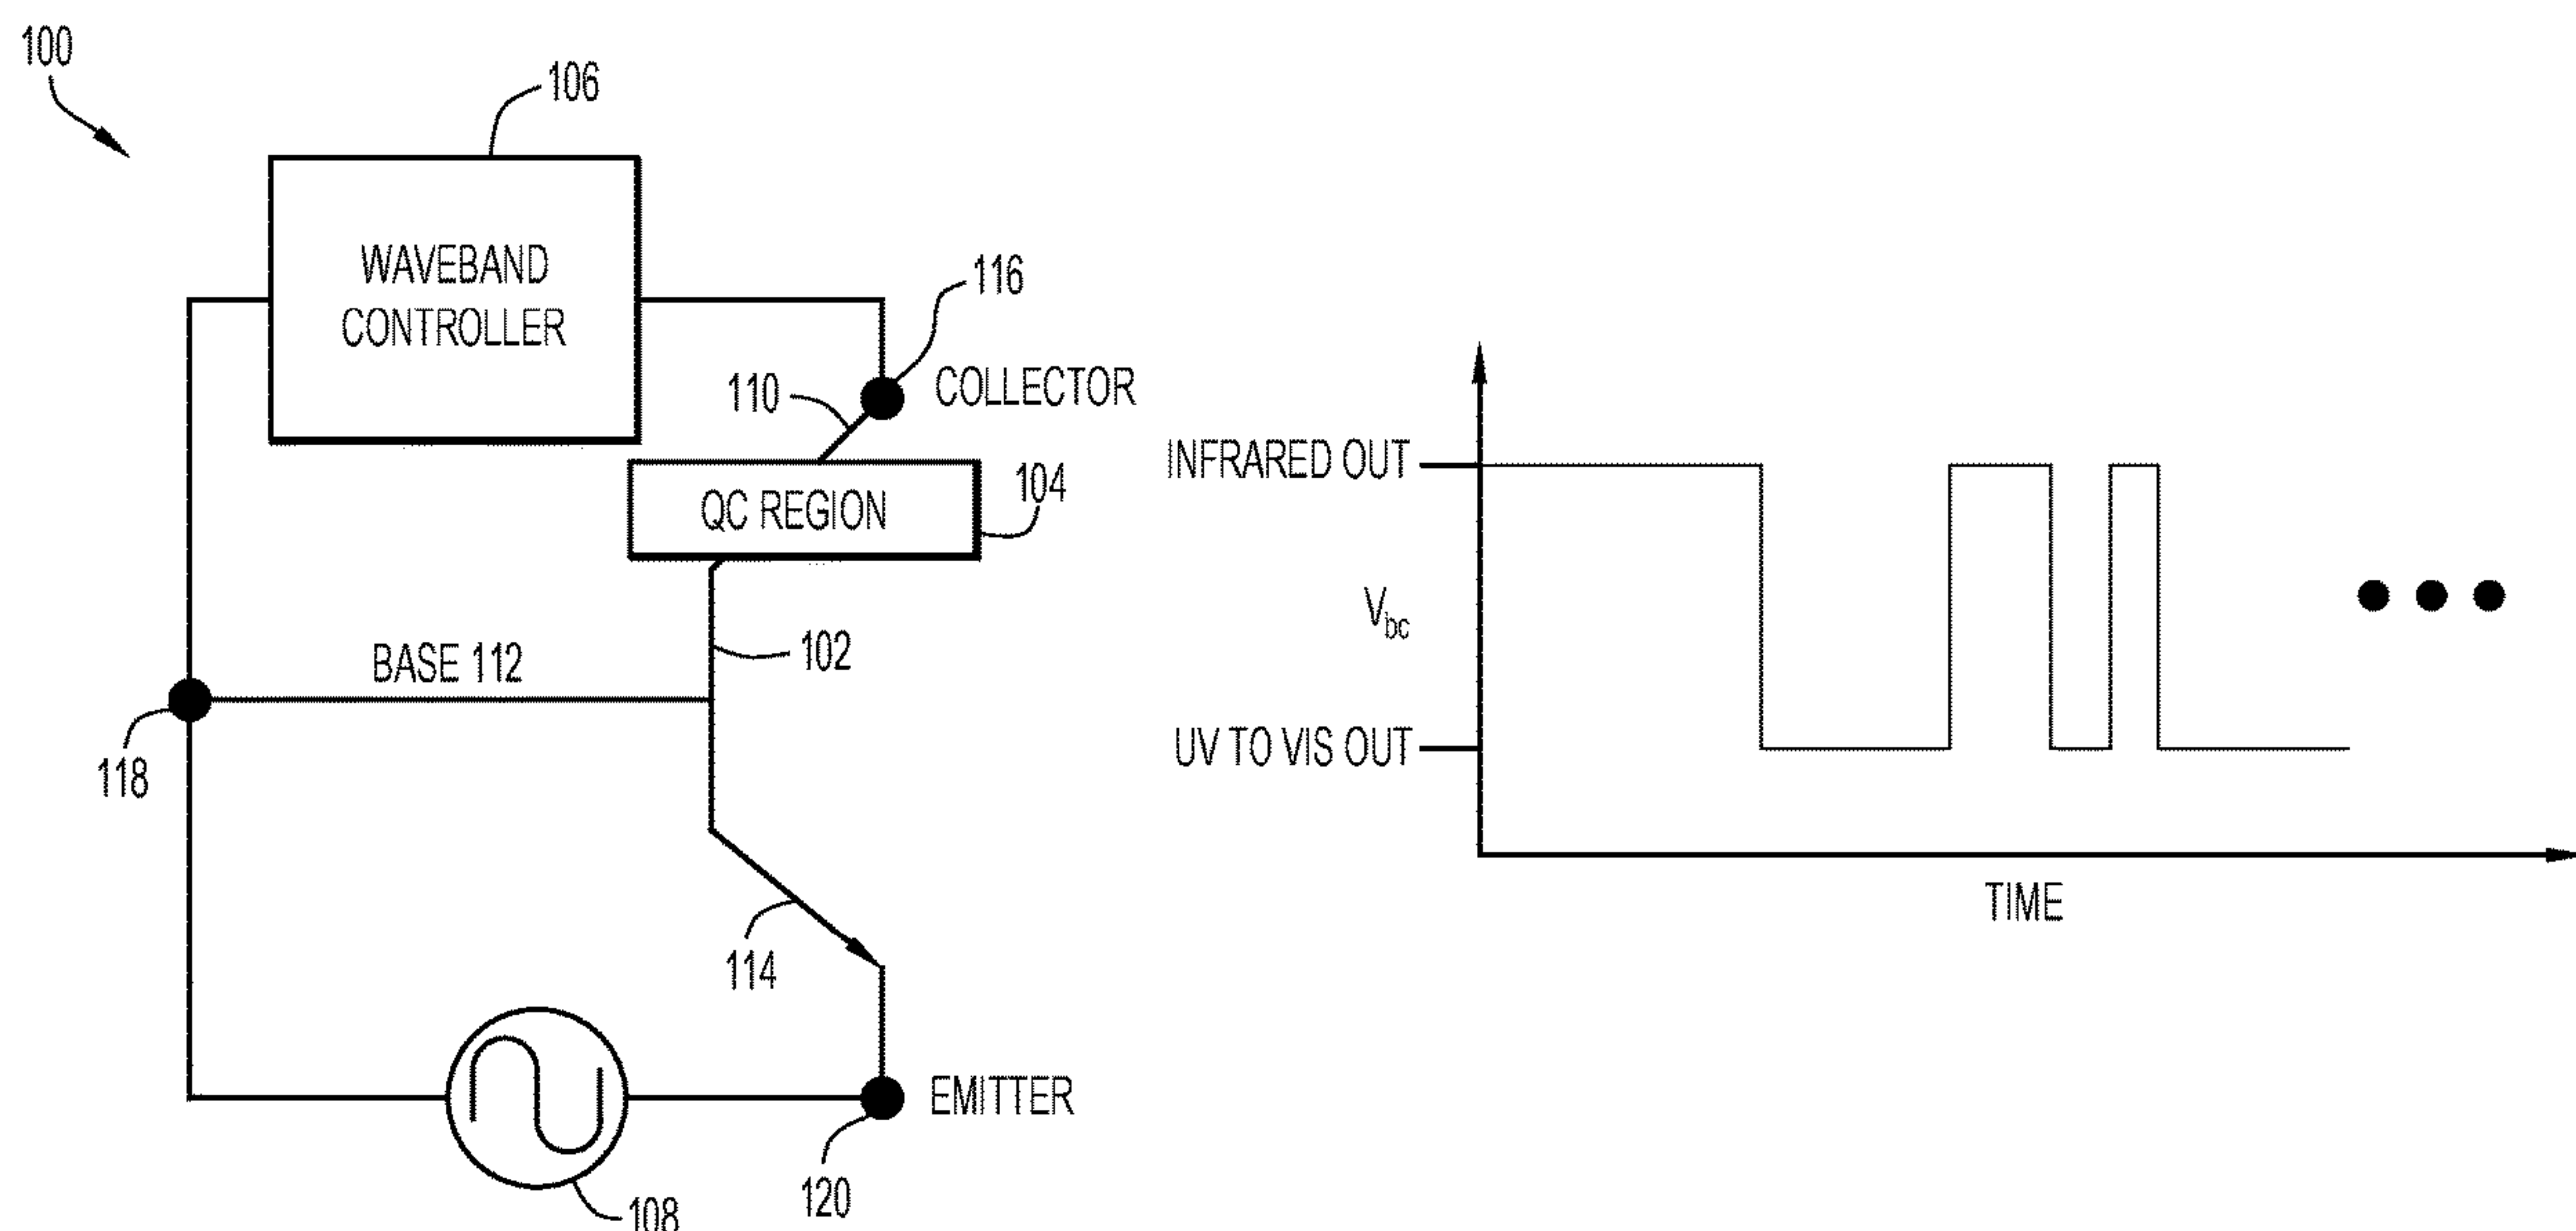 100
106
WAVEBAND
CONTROLLER
116
110
COLLECTOR
QC REGION
104
102
BASE 112
118
114
EMITTER
120
108
INFRARED OUT
Vbc
UV TO VIS OUT
TIME